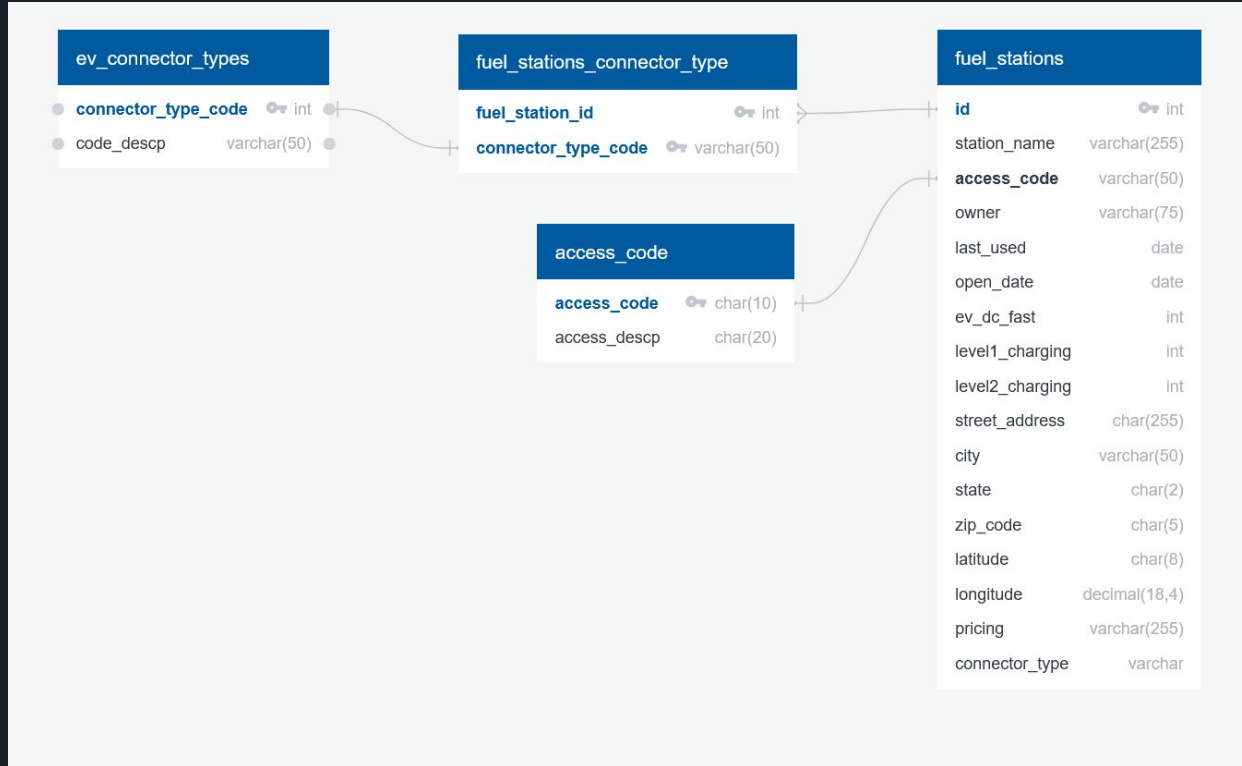 ev_connector_types
connector_type_code int
code_descp varchar(50)
fuel_stations_connector_type
fuel_station_id int
connector_type_code varchar(50)
access_code
access_code char(10)
access_descp char(20)
fuel_stations
id int
station_name varchar(255)
access_code varchar(50)
owner varchar(75)
last_used date
open_date date
ev_dc_fast int
level1_charging int
level2_charging int
street_address char(255)
city varchar(50)
state char(2)
zip_code char(5)
latitude char(8)
longitude decimal(18,4)
pricing varchar(255)
connector_type varchar